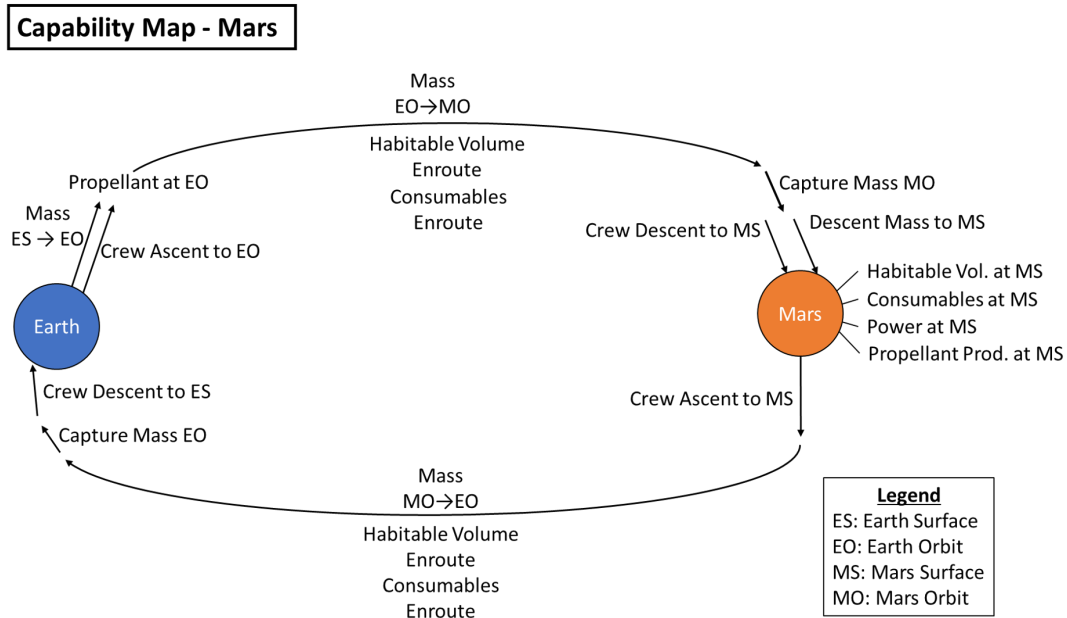 Capability Map - Mars
Mass
EO→MO
Habitable Volume
Enroute
Consumables
Enroute
Propellant at EO
Mass
ES → EO
Crew Ascent to EO
Earth
Capture Mass MO
Crew Descent to MS
Descent Mass to MS
Mars
Habitable Vol. at MS
Consumables at MS
Power at MS
Propellant Prod. at MS
Crew Ascent to MS
Crew Descent to ES
Capture Mass EO
Mass
MO→EO
Habitable Volume
Enroute
Consumables
Enroute
Legend
ES: Earth Surface
EO: Earth Orbit
MS: Mars Surface
MO: Mars Orbit